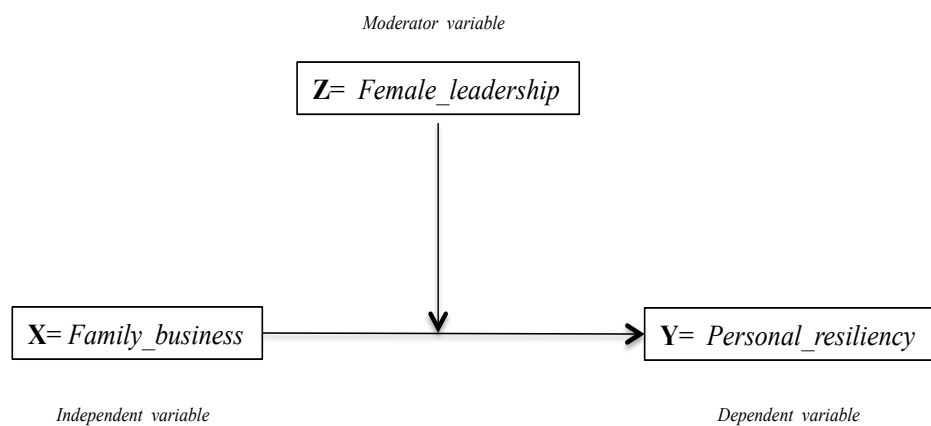 Moderator variable
Z= Female_leadership
X= Family_business
Y= Personal_resiliency
Independent variable
Dependent variable